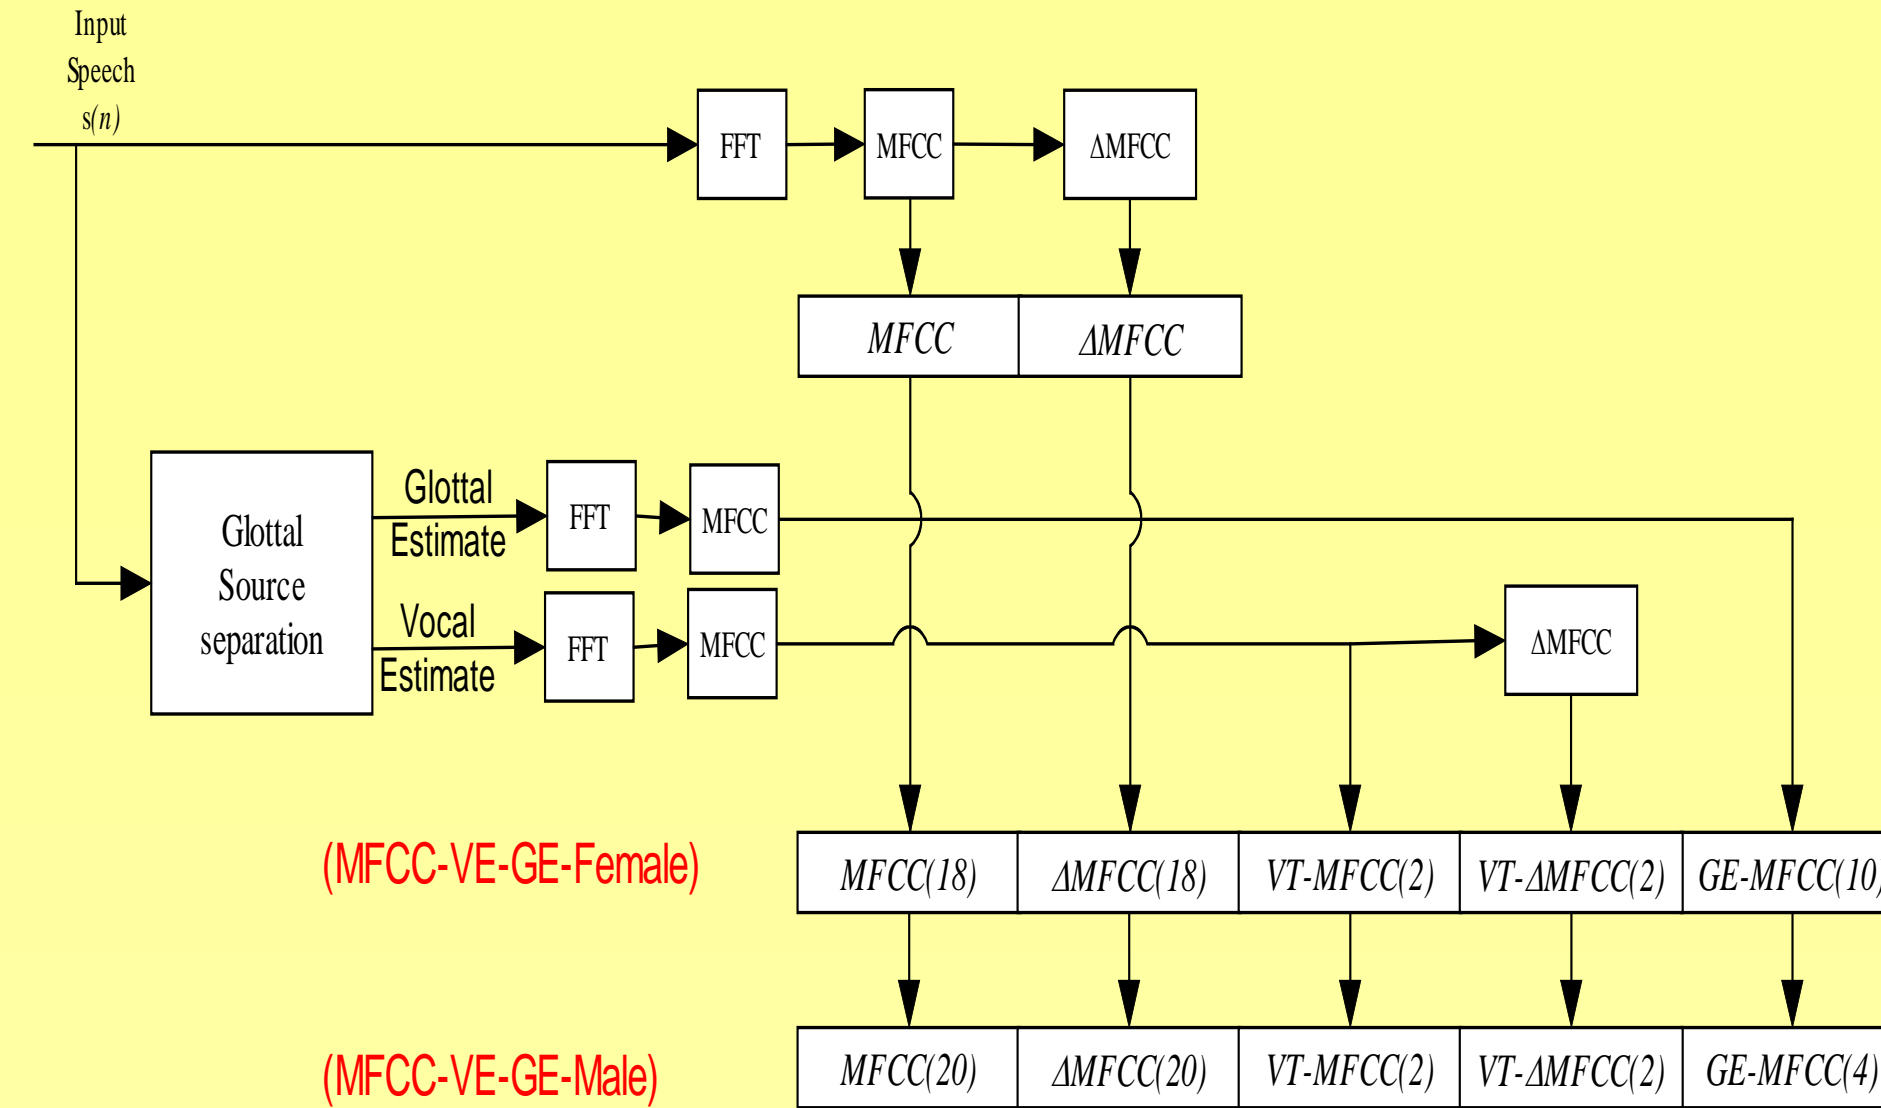 Input
Speech
s(n)
FFT
MFCC
ΔMFCC
MFCC
ΔMFCC
Glottal
Source
separation
Glottal
Estimate
FFT
MFCC
Vocal
Estimate
FFT
MFCC
ΔMFCC
(MFCC-VE-GE-Female)
MFCC(18)
ΔMFCC(18)
VT-MFCC(2)
VT-ΔMFCC(2)
GE-MFCC(10)
(MFCC-VE-GE-Male)
MFCC(20)
ΔMFCC(20)
VT-MFCC(2)
VT-ΔMFCC(2)
GE-MFCC(4)